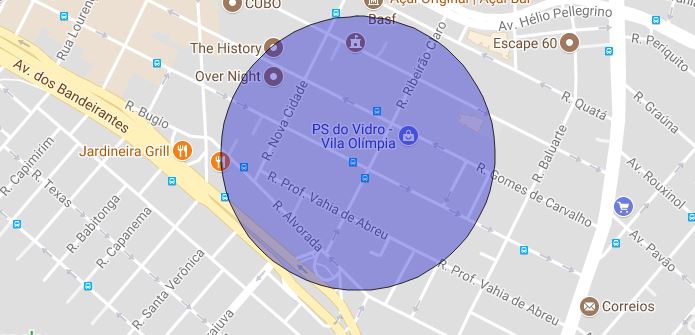 CUBO
Açaí Original | Açaí Bar
Basf
Av. Hélio Pellegrino
R. Periquito
Rua Louren
The History
Over Night
Escape 60
Av. dos Bandeirantes
R. Bugio
R. Nova Cidade
R. Ribeirão Claro
R. Quatá
R. Graúna
PS do Vidro -
Vila Olímpia
Jardineira Grill
R. Baluarte
Av. Rouxinol
R. Capimirim
R. Texas
R. Babitonga
R. Capanema
R. Santa Verônica
R. Prof. Vahia de Abreu
R. Alvorada
R. Gomes de Carvalho
Av. Pavão
R. Prof. Vahia de Abreu
Correios